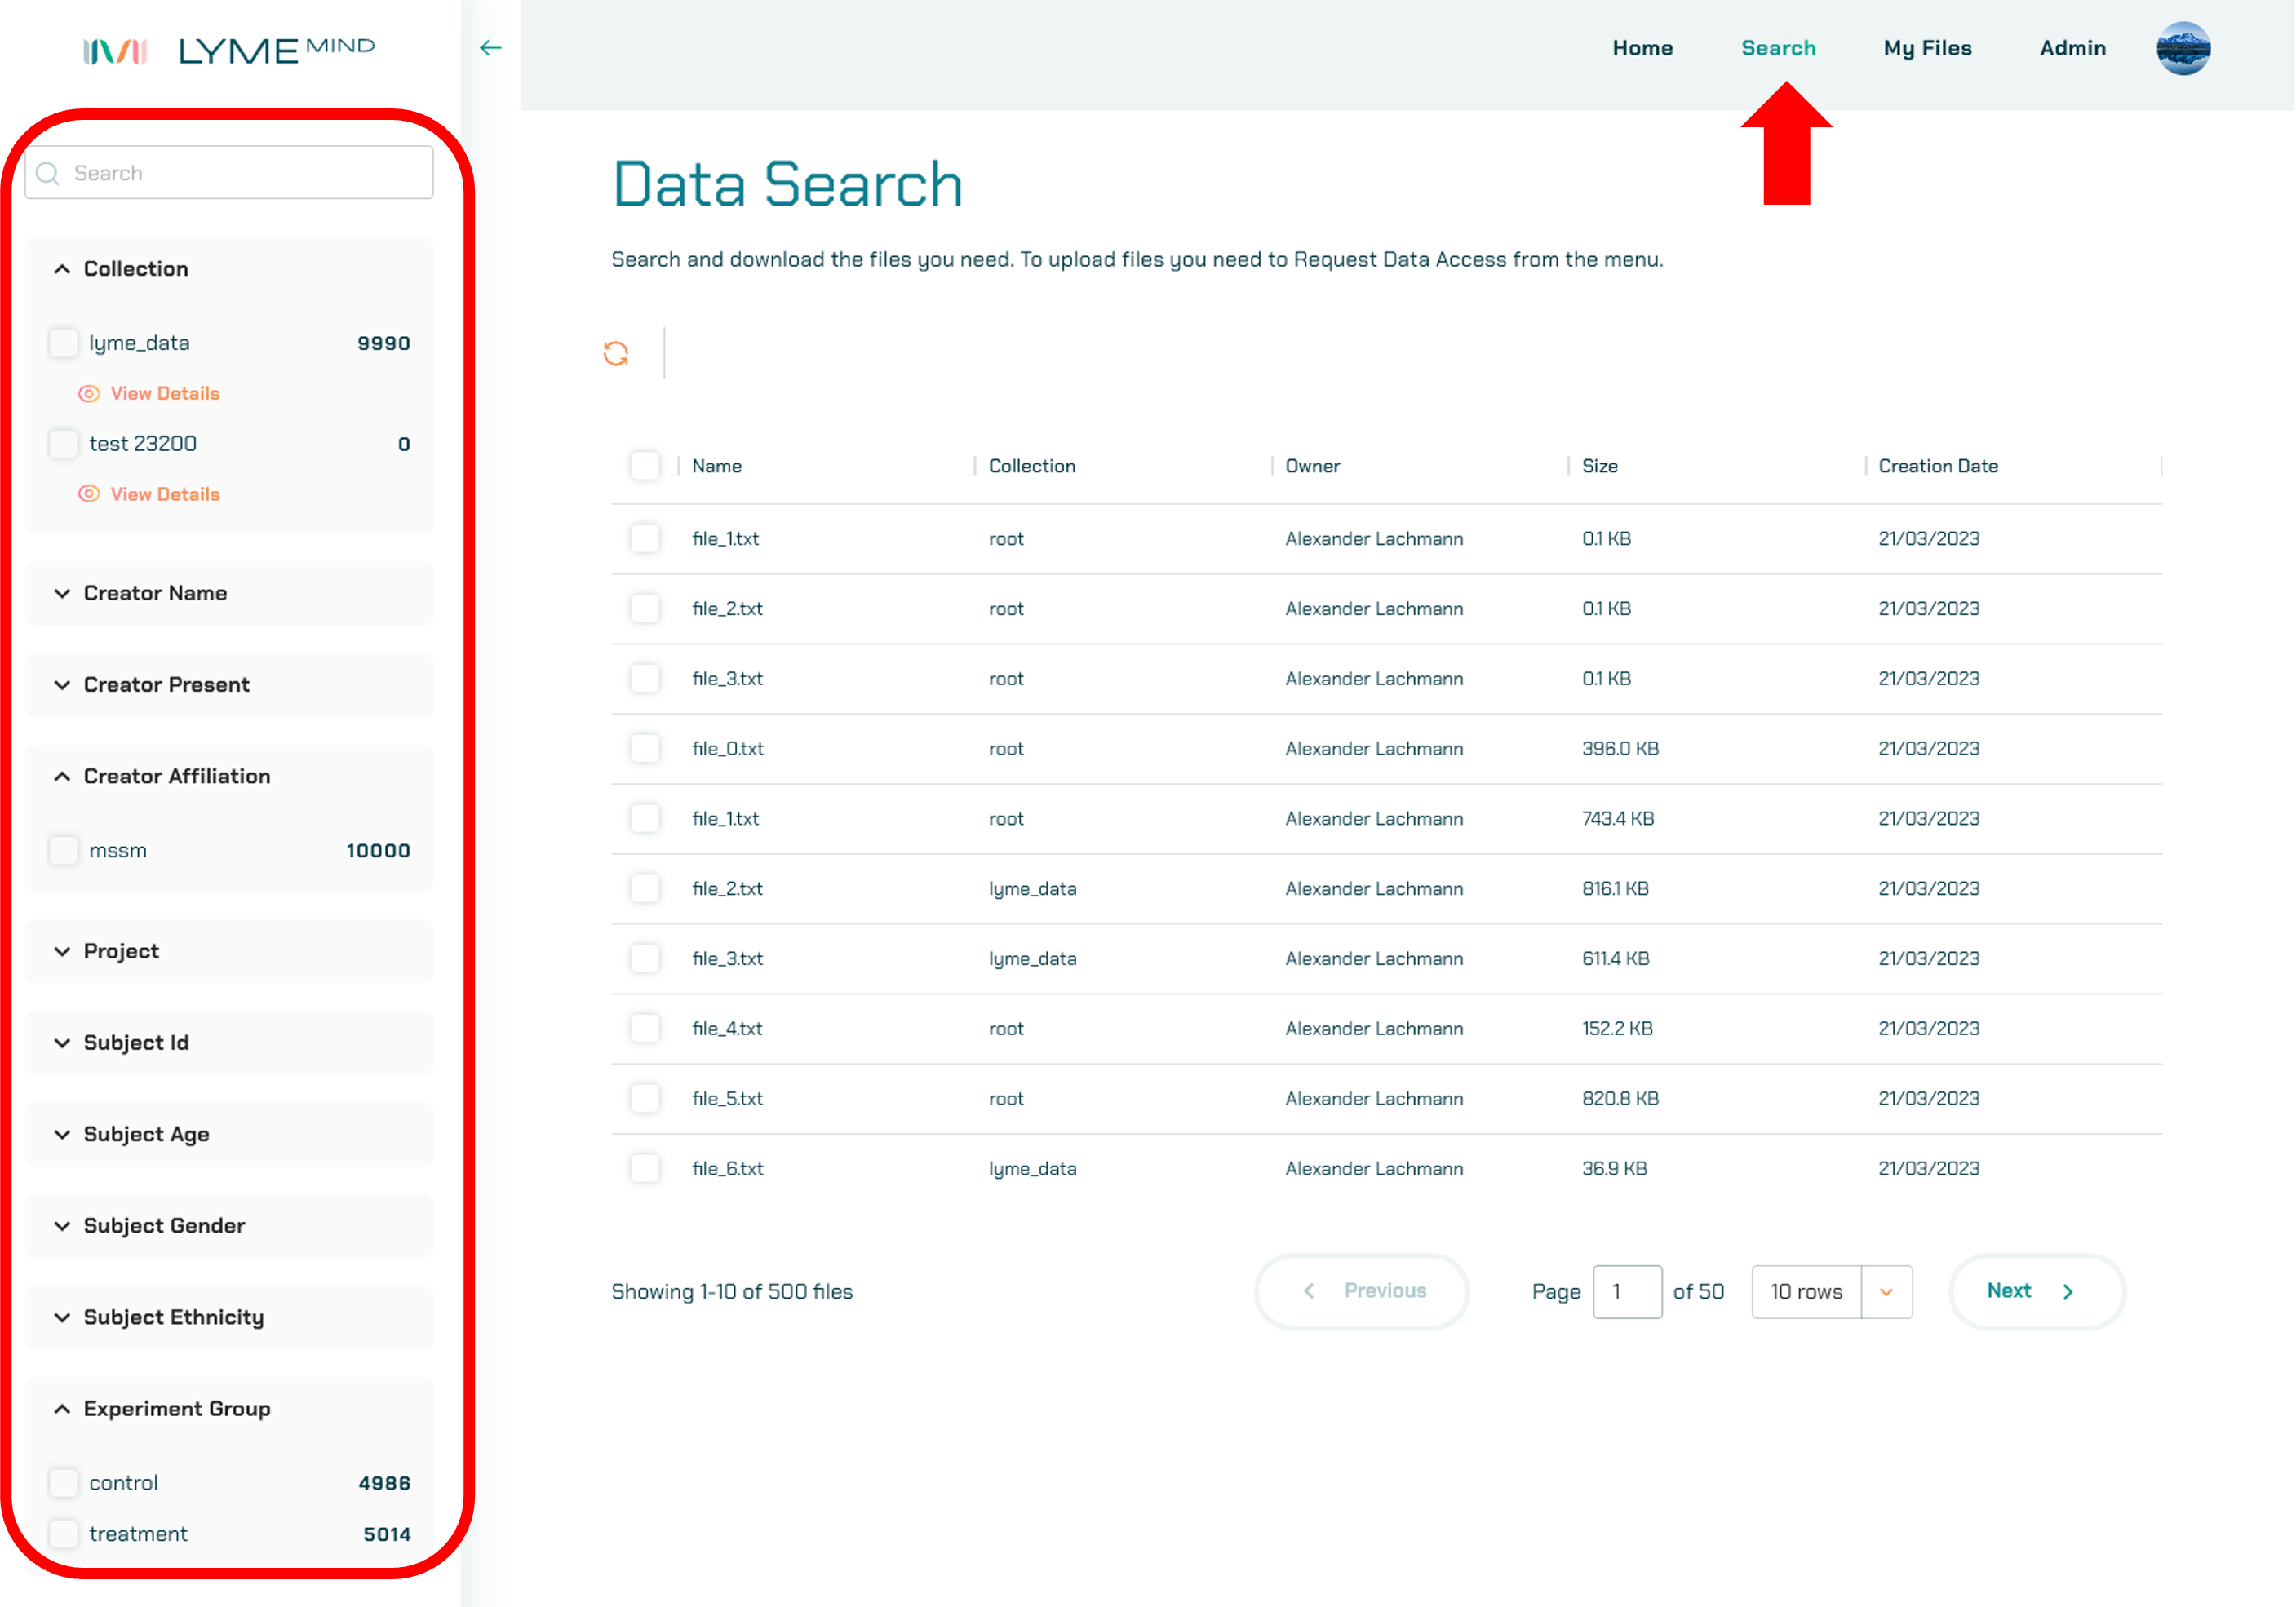 LYME MIND
Home Search My Files Admin
Search
Collection
lyme_data 9990
View Details
test 23200 0
View Details
Creator Name
Creator Present
Creator Affiliation
mssm 10000
Project
Subject Id
Subject Age
Subject Gender
Subject Ethnicity
Experiment Group
control 4986
treatment 5014
Data Search
Search and download the files you need. To upload files you need to Request Data Access from the menu.
Name Collection Owner Size Creation Date
file_1.txt root Alexander Lachmann 0.1 KB 21/03/2023
file_2.txt root Alexander Lachmann 0.1 KB 21/03/2023
file_3.txt root Alexander Lachmann 0.1 KB 21/03/2023
file_0.txt root Alexander Lachmann 396.0 KB 21/03/2023
file_1.txt root Alexander Lachmann 743.4 KB 21/03/2023
file_2.txt lyme_data Alexander Lachmann 816.1 KB 21/03/2023
file_3.txt lyme_data Alexander Lachmann 611.4 KB 21/03/2023
file_4.txt root Alexander Lachmann 152.2 KB 21/03/2023
file_5.txt root Alexander Lachmann 820.8 KB 21/03/2023
file_6.txt lyme_data Alexander Lachmann 36.9 KB 21/03/2023
Showing 1-10 of 500 files Previous Page 1 of 50 10 rows Next